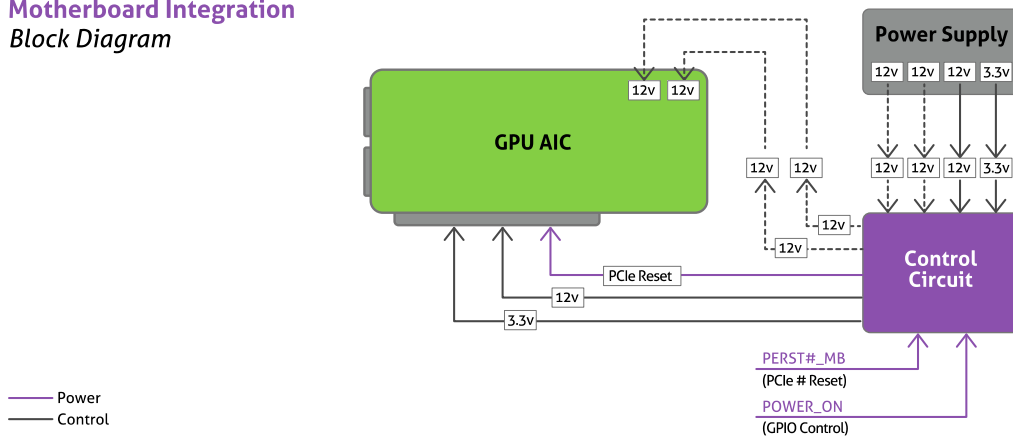 Motherboard Integration
Block Diagram
Power Supply
12v 12v 12v 3.3v
12v 12v
GPU AIC
12v 12v
12v 12v 12v 3.3v
12v
12v
Control
Circuit
PCIe Reset
12v
3.3v
PERST#_MB
(PCIe # Reset)
POWER_ON
(GPIO Control)
Power
Control